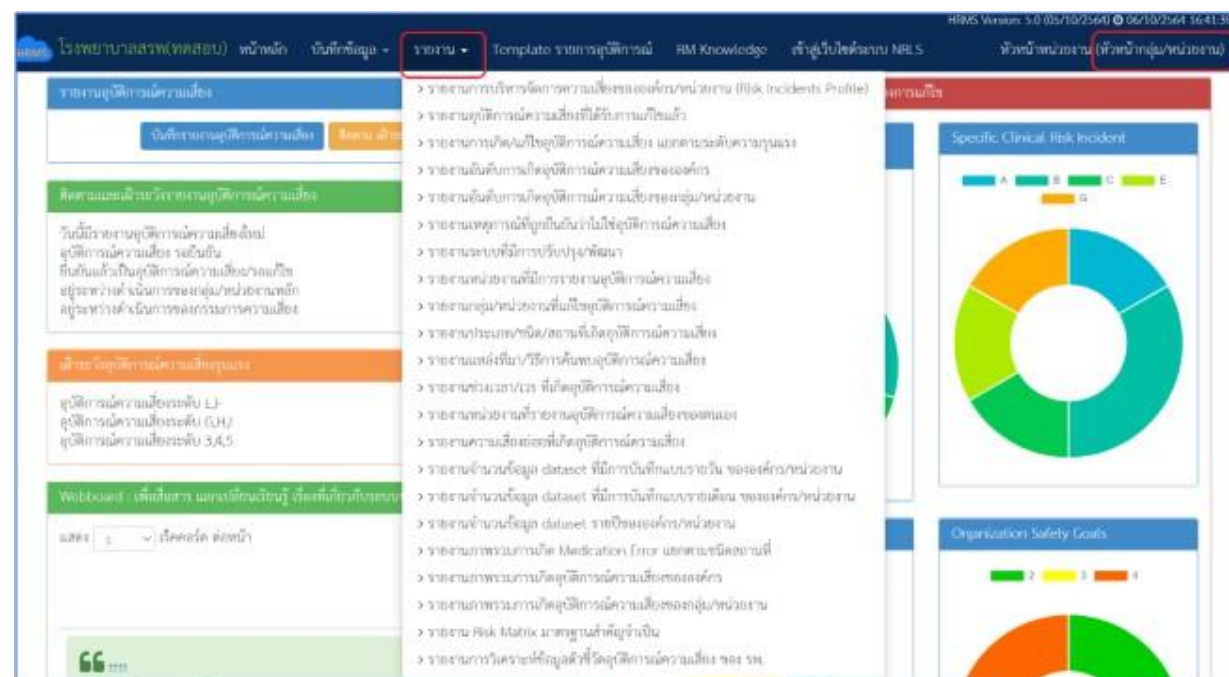 HRMS Version: 5.0 (05/10/2564) 06/10/2564 16:41:39
HRMS โรงพยาบาลสรพ(ทดสอบ) หน้าหลัก บันทึกข้อมูล รายงาน Template รายการอุบัติการณ์ RM Knowledge เข้าสู่เว็บไซต์ระบบ NRLS หัวหน้าหน่วยงาน (หัวหน้ากลุ่ม/หน่วยงาน)
รายงานอุบัติการณ์ความเสี่ยง
บันทึกรายงานอุบัติการณ์ความเสี่ยง ติดตาม
ติดตามและเฝ้าระวังรายงานอุบัติการณ์ความเสี่ยง
วันนี้มีรายงานอุบัติการณ์ความเสี่ยงใหม่
อุบัติการณ์ความเสี่ยง รอยืนยัน
ยืนยันแล้วเป็นอุบัติการณ์ความเสี่ยง/รอแก้ไข
อยู่ระหว่างดำเนินการของกลุ่ม/หน่วยงานหลัก
อยู่ระหว่างดำเนินการของกรรมการความเสี่ยง
เฝ้าระวังอุบัติการณ์ความเสี่ยงรุนแรง
อุบัติการณ์ความเสี่ยงระดับ E,F
อุบัติการณ์ความเสี่ยงระดับ G,H,I
อุบัติการณ์ความเสี่ยงระดับ 3,4,5
Webboard : เพื่อสื่อสาร แลกเปลี่ยนเรียนรู้ เรื่องที่เกี่ยวกับระบบ
แสดง 5 เร็คคอร์ด ต่อหน้า
> รายงานการบริหารจัดการความเสี่ยงขององค์กร/หน่วยงาน (Risk Incidents Profile)
> รายงานอุบัติการณ์ความเสี่ยงที่ได้รับการแก้ไขแล้ว
> รายงานการเกิด/แก้ไขอุบัติการณ์ความเสี่ยง แยกตามระดับความรุนแรง
> รายงานอันดับการเกิดอุบัติการณ์ความเสี่ยงขององค์กร
> รายงานอันดับการเกิดอุบัติการณ์ความเสี่ยงของกลุ่ม/หน่วยงาน
> รายงานเหตุการณ์ที่ถูกยืนยันว่าไม่ใช่อุบัติการณ์ความเสี่ยง
> รายงานระบบที่มีการปรับปรุง/พัฒนา
> รายงานหน่วยงานที่มีการรายงานอุบัติการณ์ความเสี่ยง
> รายงานกลุ่ม/หน่วยงานที่แก้ไขอุบัติการณ์ความเสี่ยง
> รายงานประเภท/ชนิด/สถานที่เกิดอุบัติการณ์ความเสี่ยง
> รายงานแหล่งที่มา/วิธีการค้นพบอุบัติการณ์ความเสี่ยง
> รายงานช่วงเวลา/เวร ที่เกิดอุบัติการณ์ความเสี่ยง
> รายงานหน่วยงานที่รายงานอุบัติการณ์ความเสี่ยงของตนเอง
> รายงานความเสี่ยงย่อยที่เกิดอุบัติการณ์ความเสี่ยง
> รายงานจำนวนข้อมูล dataset ที่มีการบันทึกแบบรายวัน ขององค์กร/หน่วยงาน
> รายงานจำนวนข้อมูล dataset ที่มีการบันทึกแบบรายเดือน ขององค์กร/หน่วยงาน
> รายงานจำนวนข้อมูล dataset รายปีขององค์กร/หน่วยงาน
> รายงานภาพรวมการเกิด Medication Error แยกตามชนิดสถานที่
> รายงานภาพรวมการเกิดอุบัติการณ์ความเสี่ยงขององค์กร
> รายงานภาพรวมการเกิดอุบัติการณ์ความเสี่ยงของกลุ่ม/หน่วยงาน
> รายงาน Risk Matrix มาตรฐานสำคัญจำเป็น
> รายงานการวิเคราะห์ข้อมูลตัวชี้วัดอุบัติการณ์ความเสี่ยง ของ รพ.
องการแก้ไข
Specific Clinical Risk Incident
A B C E
G
Organization Safety Goals
2 3 4